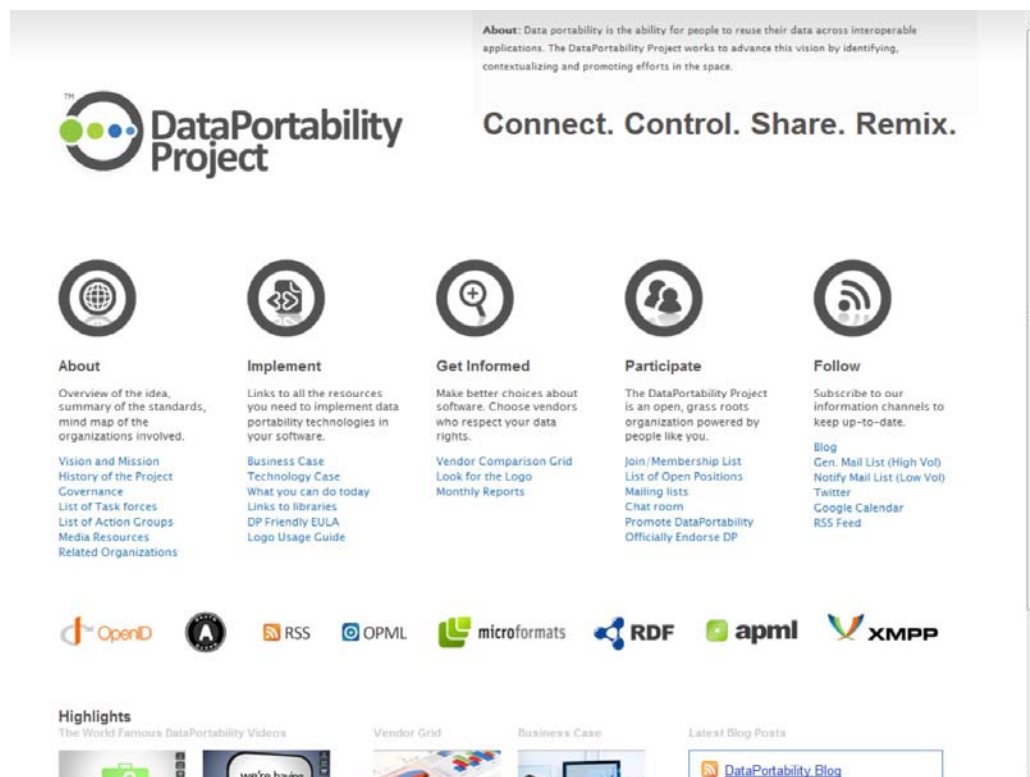 About: Data portability is the ability for people to reuse their data across interoperable
applications. The DataPortability Project works to advance this vision by identifying,
contextualizing and promoting efforts in the space.
TM
DataPortability
Project
Connect. Control. Share. Remix.
About
Overview of the idea,
summary of the standards,
mind map of the
organizations involved.
Vision and Mission
History of the Project
Governance
List of Task forces
List of Action Groups
Media Resources
Related Organizations
Implement
Links to all the resources
you need to implement data
portability technologies in
your software.
Business Case
Technology Case
What you can do today
Links to libraries
DP Friendly EULA
Logo Usage Guide
Get Informed
Make better choices about
software. Choose vendors
who respect your data
rights.
Vendor Comparison Grid
Look for the Logo
Monthly Reports
Participate
The DataPortability Project
is an open, grass roots
organization powered by
people like you.
Join/Membership List
List of Open Positions
Mailing lists
Chat room
Promote DataPortability
Officially Endorse DP
Follow
Subscribe to our
information channels to
keep up-to-date.
Blog
Gen. Mail List (High Vol)
Notify Mail List (Low Vol)
Twitter
Google Calendar
RSS Feed
OpenID
A
RSS
OPML
microformats
RDF
apml
XMPP
Highlights
The World Famous DataPortability Videos
Vendor Grid
Business Case
Latest Blog Posts
we're having
DataPortability Blog